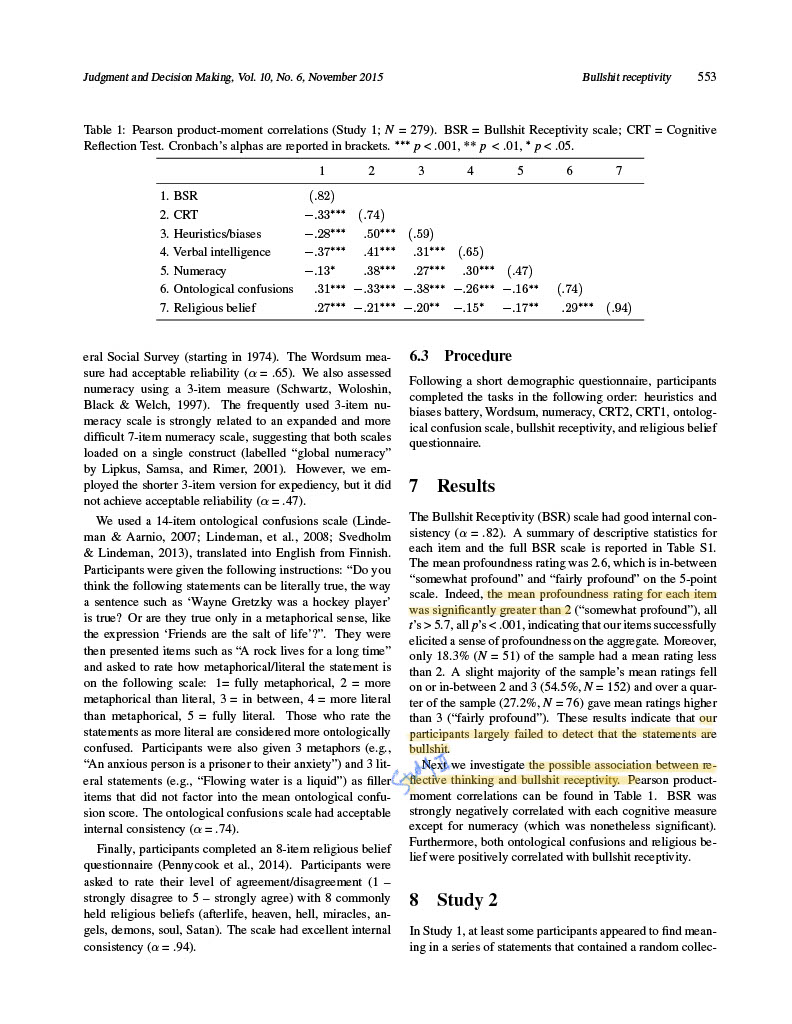 Judgment and Decision Making, Vol. 10, No. 6, November 2015 Bullshit receptivity 553
Table 1: Pearson product-moment correlations (Study 1; N = 279). BSR = Bullshit Receptivity scale; CRT = Cognitive
Reflection Test. Cronbach’s alphas are reported in brackets. *** p < .001, ** p < .01, * p < .05.
1 2 3 4 5 6 7
1. BSR (.82)
2. CRT −.33*** (.74)
3. Heuristics/biases −.28*** .50*** (.59)
4. Verbal intelligence −.37*** .41*** .31*** (.65)
5. Numeracy −.13* .38*** .27*** .30*** (.47)
6. Ontological confusions .31*** −.33*** −.38*** −.26*** −.16** (.74)
7. Religious belief .27*** −.21*** −.20** −.15* −.17** .29*** (.94)
eral Social Survey (starting in 1974). The Wordsum mea-
sure had acceptable reliability (α = .65). We also assessed
numeracy using a 3-item measure (Schwartz, Woloshin,
Black & Welch, 1997). The frequently used 3-item nu-
meracy scale is strongly related to an expanded and more
difficult 7-item numeracy scale, suggesting that both scales
loaded on a single construct (labelled “global numeracy”
by Lipkus, Samsa, and Rimer, 2001). However, we em-
ployed the shorter 3-item version for expediency, but it did
not achieve acceptable reliability (α = .47).
We used a 14-item ontological confusions scale (Linde-
man & Aarnio, 2007; Lindeman, et al., 2008; Svedholm
& Lindeman, 2013), translated into English from Finnish.
Participants were given the following instructions: “Do you
think the following statements can be literally true, the way
a sentence such as ‘Wayne Gretzky was a hockey player’
is true? Or are they true only in a metaphorical sense, like
the expression ‘Friends are the salt of life’?”. They were
then presented items such as “A rock lives for a long time”
and asked to rate how metaphorical/literal the statement is
on the following scale: 1= fully metaphorical, 2 = more
metaphorical than literal, 3 = in between, 4 = more literal
than metaphorical, 5 = fully literal. Those who rate the
statements as more literal are considered more ontologically
confused. Participants were also given 3 metaphors (e.g.,
“An anxious person is a prisoner to their anxiety”) and 3 lit-
eral statements (e.g., “Flowing water is a liquid”) as filler
items that did not factor into the mean ontological confu-
sion score. The ontological confusions scale had acceptable
internal consistency (α = .74).
Finally, participants completed an 8-item religious belief
questionnaire (Pennycook et al., 2014). Participants were
asked to rate their level of agreement/disagreement (1 –
strongly disagree to 5 – strongly agree) with 8 commonly
held religious beliefs (afterlife, heaven, hell, miracles, an-
gels, demons, soul, Satan). The scale had excellent internal
consistency (α = .94).
6.3 Procedure
Following a short demographic questionnaire, participants
completed the tasks in the following order: heuristics and
biases battery, Wordsum, numeracy, CRT2, CRT1, ontolog-
ical confusion scale, bullshit receptivity, and religious belief
questionnaire.
7 Results
The Bullshit Receptivity (BSR) scale had good internal con-
sistency (α = .82). A summary of descriptive statistics for
each item and the full BSR scale is reported in Table S1.
The mean profoundness rating was 2.6, which is in-between
“somewhat profound” and “fairly profound” on the 5-point
scale. Indeed, the mean profoundness rating for each item
was significantly greater than 2 (“somewhat profound”), all
t’s > 5.7, all p’s < .001, indicating that our items successfully
elicited a sense of profoundness on the aggregate. Moreover,
only 18.3% (N = 51) of the sample had a mean rating less
than 2. A slight majority of the sample’s mean ratings fell
on or in-between 2 and 3 (54.5%, N = 152) and over a quar-
ter of the sample (27.2%, N = 76) gave mean ratings higher
than 3 (“fairly profound”). These results indicate that our
participants largely failed to detect that the statements are
bullshit.
Study II
Next we investigate the possible association between re-
flective thinking and bullshit receptivity. Pearson product-
moment correlations can be found in Table 1. BSR was
strongly negatively correlated with each cognitive measure
except for numeracy (which was nonetheless significant).
Furthermore, both ontological confusions and religious be-
lief were positively correlated with bullshit receptivity.
8 Study 2
In Study 1, at least some participants appeared to find mean-
ing in a series of statements that contained a random collec-